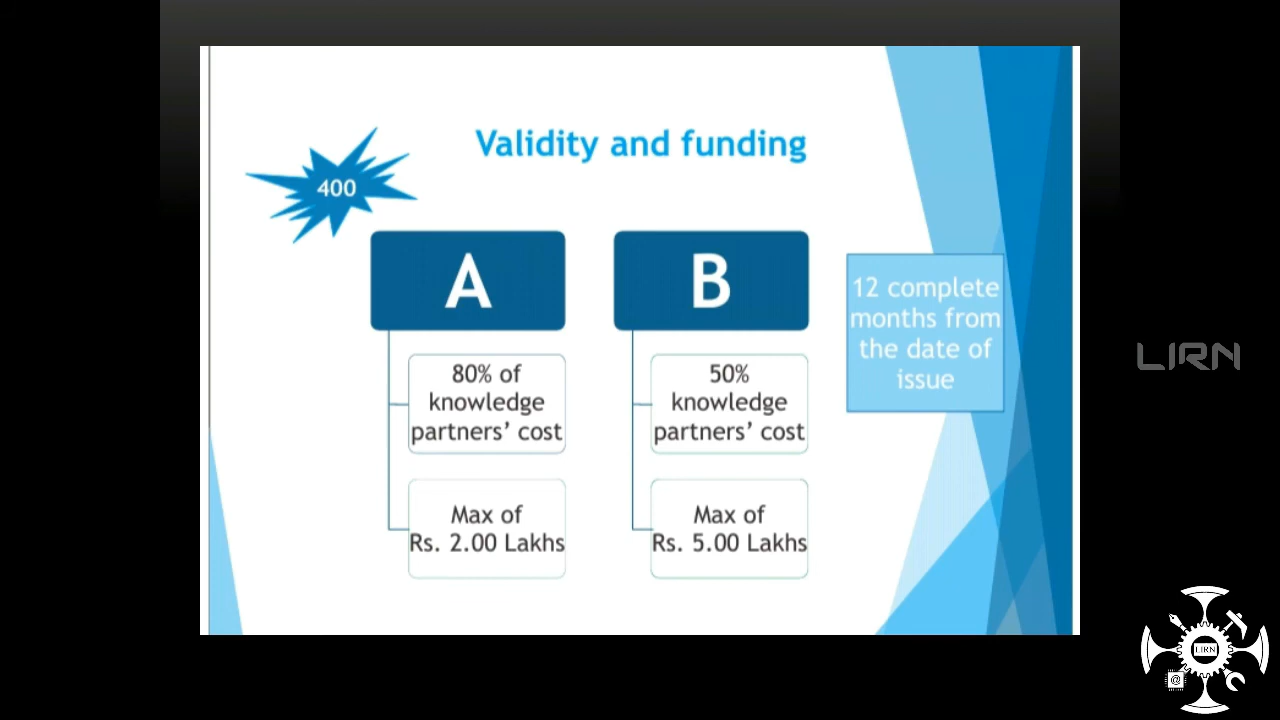 Validity and funding
400
A
80% of
knowledge
partners’ cost
Max of
Rs. 2.00 Lakhs
B
50%
knowledge
partners’ cost
Max of
Rs. 5.00 Lakhs
12 complete
months from
the date of
issue
LIRN
LIRN
@